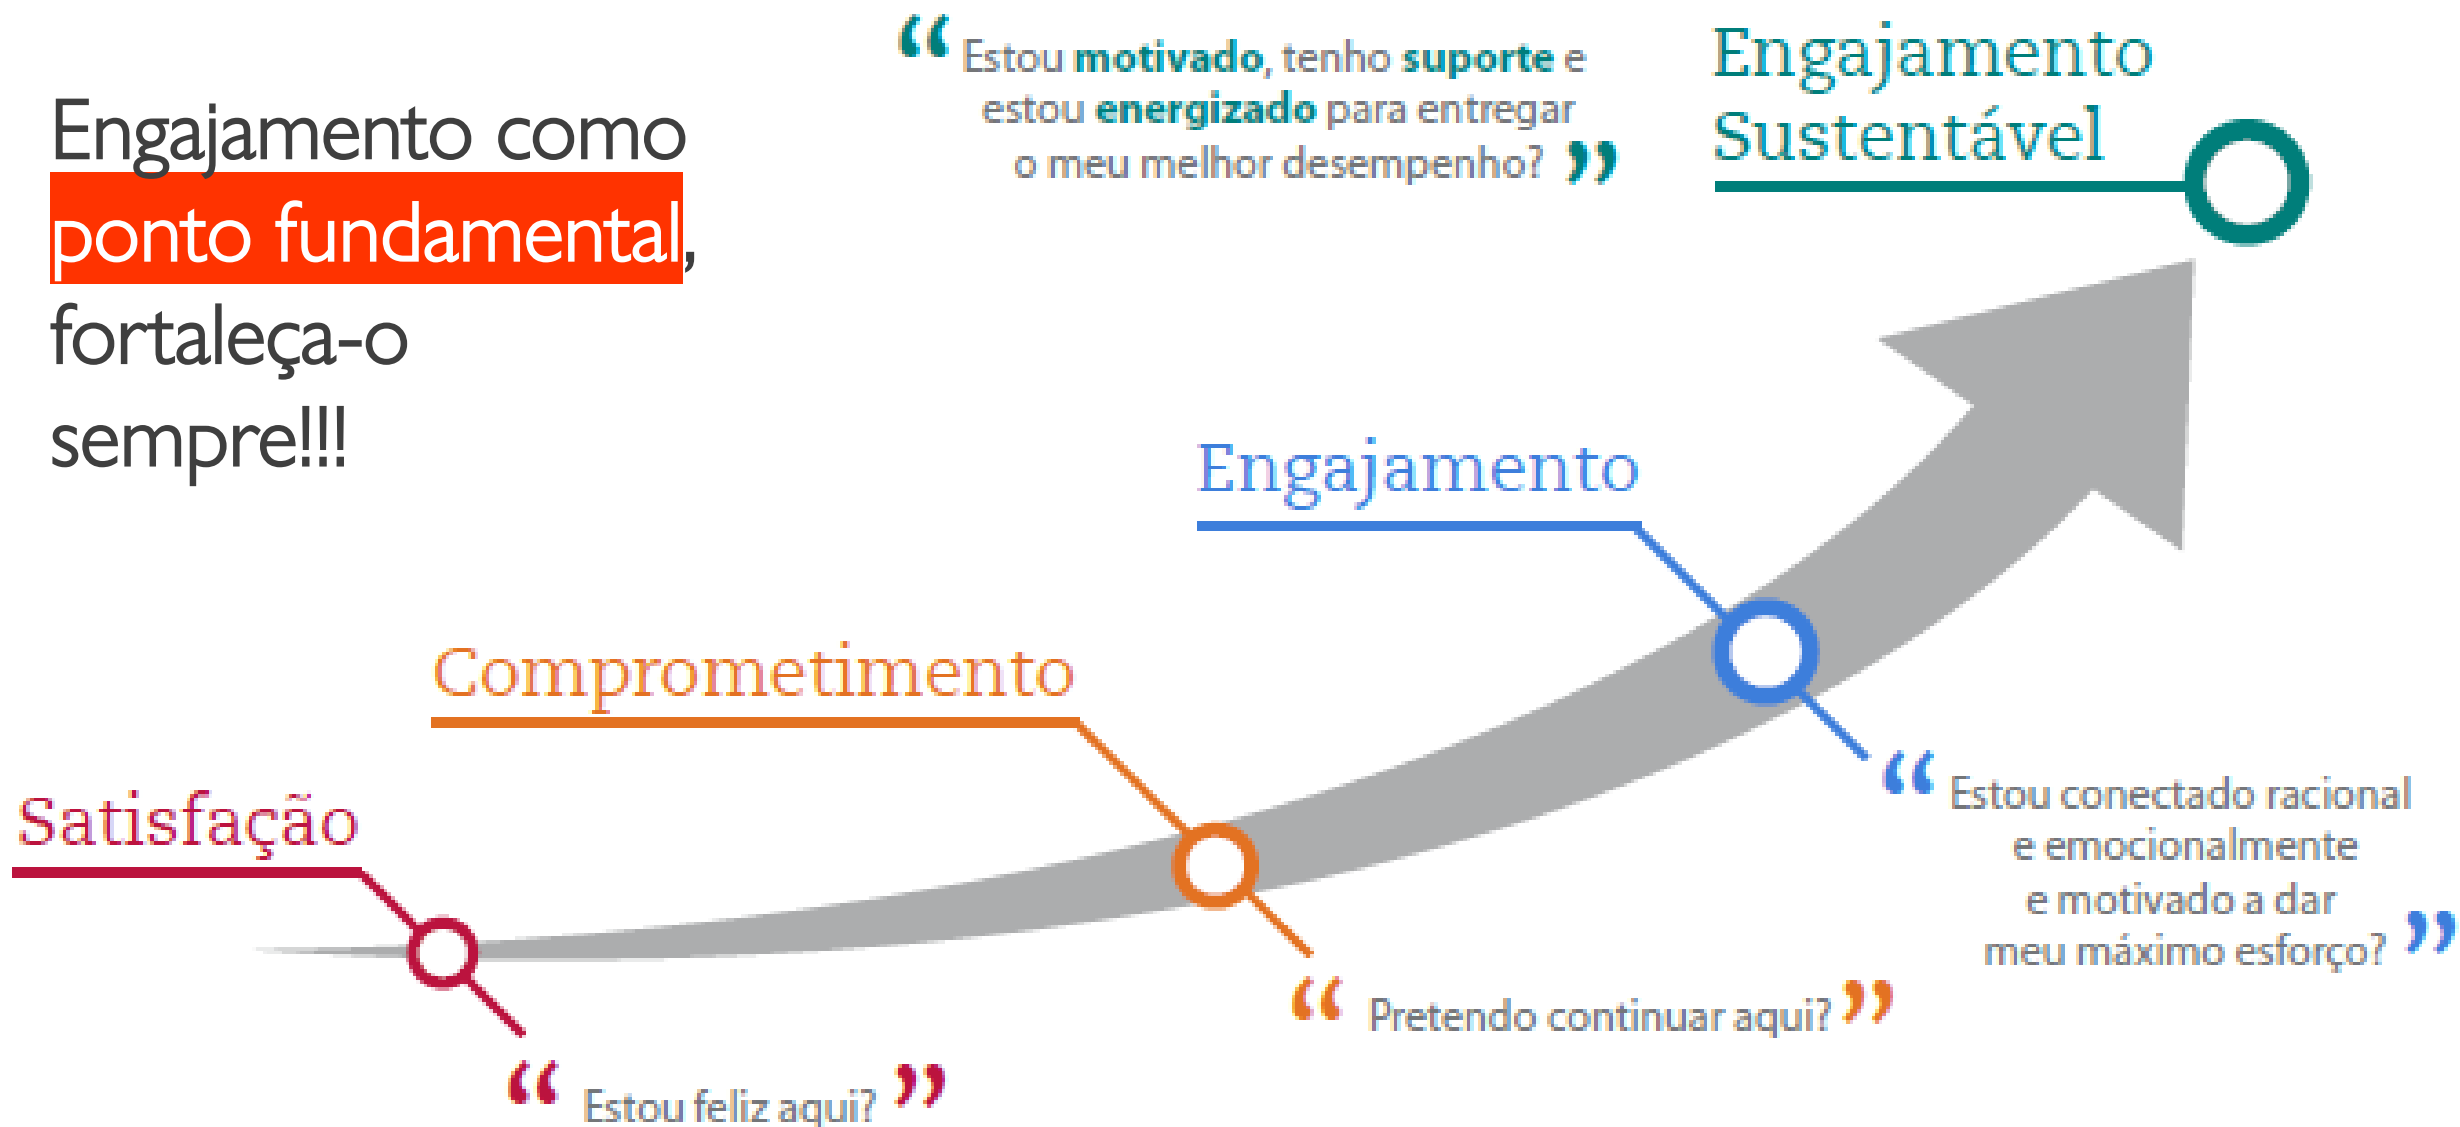 Engajamento como
ponto fundamental,
fortaleça-o
sempre!!!
“ Estou motivado, tenho suporte e
estou energizado para entregar
o meu melhor desempenho? ”
Engajamento
Sustentável
Engajamento
“ Estou conectado racional
e emocionalmente
e motivado a dar
meu máximo esforço? ”
Comprometimento
“ Pretendo continuar aqui? ”
Satisfação
“ Estou feliz aqui? ”